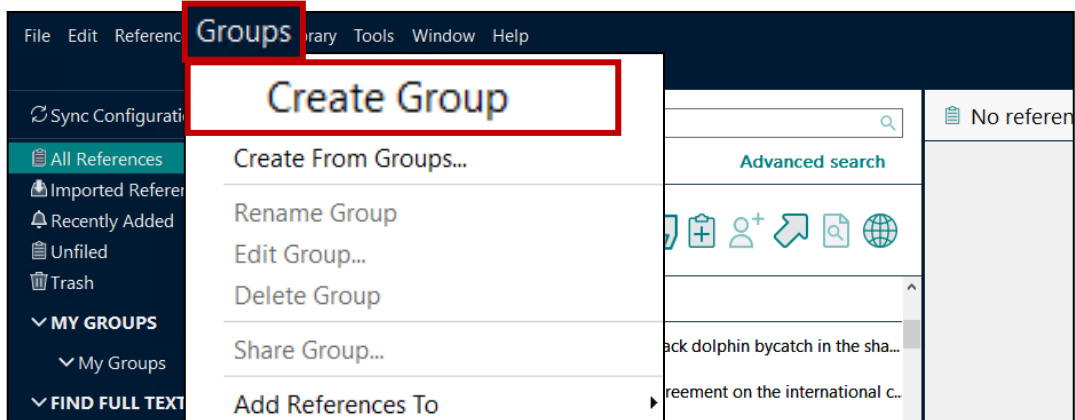 File Edit Referenc Groups rary Tools Window Help
Create Group
Sync Configurati
No referen
All References
Create From Groups...
Advanced search
Imported Referen
Recently Added
Rename Group
Unfiled
Edit Group...
Trash
Delete Group
MY GROUPS
Share Group...
ack dolphin bycatch in the sha...
My Groups
reement on the international c...
FIND FULL TEXT
Add References To